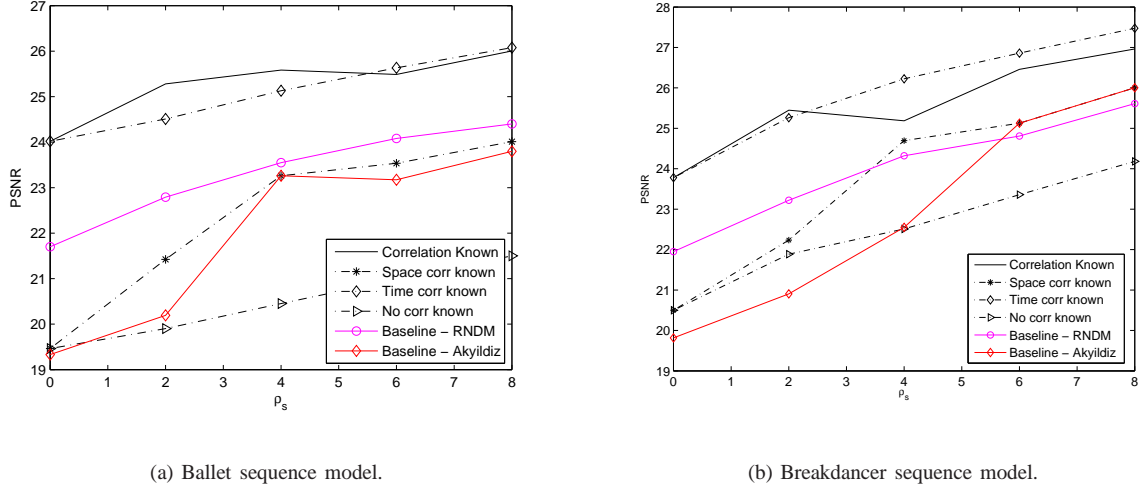 27
26
25
24
23
22
21
20
19
PSNR
0 1 2 3 4 5 6 7 8
ρs
Correlation Known
Space corr known
Time corr known
No corr known
Baseline – RNDM
Baseline – Akyildiz
(a) Ballet sequence model.
28
27
26
25
24
23
22
21
20
19
PSNR
0 1 2 3 4 5 6 7 8
ρs
Correlation Known
Space corr known
Time corr known
No corr known
Baseline – RNDM
Baseline – Akyildiz
(b) Breakdancer sequence model.